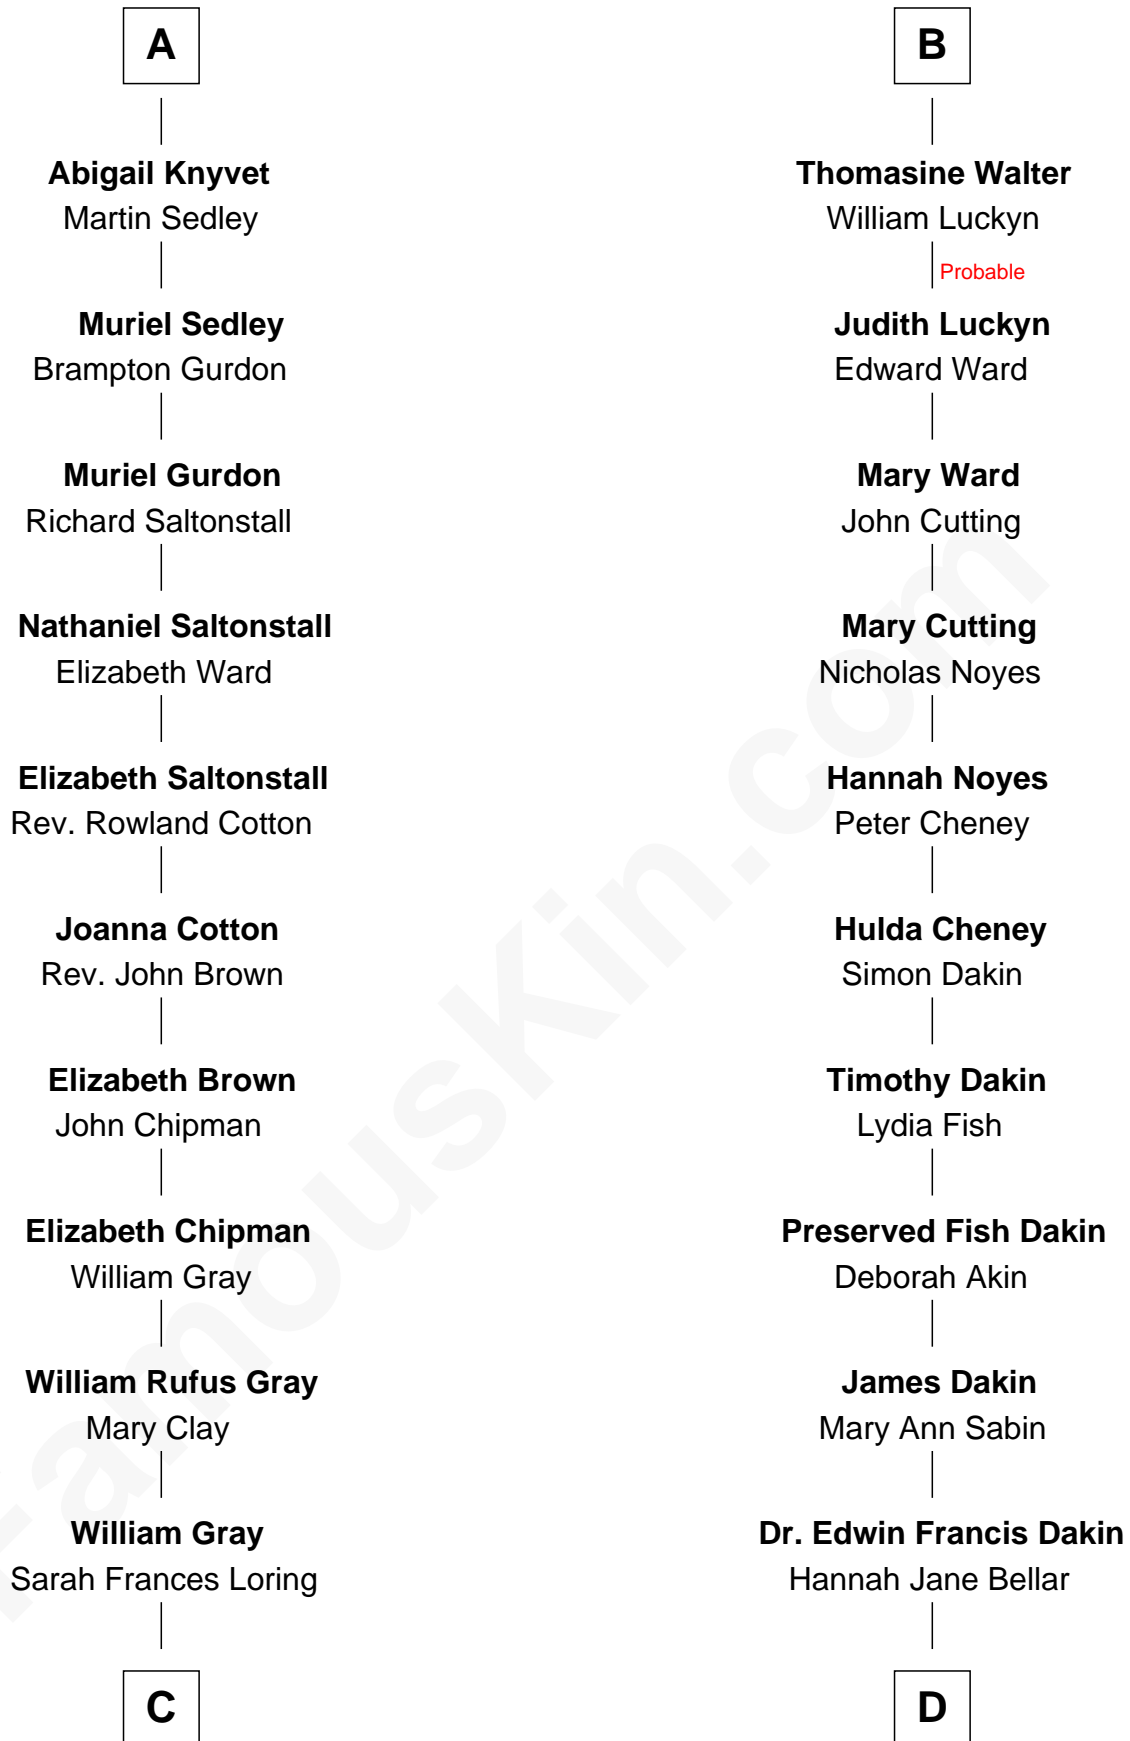 A
Abigail Knyvet
Martin Sedley
Muriel Sedley
Brampton Gurdon
Muriel Gurdon
Richard Saltonstall
Nathaniel Saltonstall
Elizabeth Ward
Elizabeth Saltonstall
Rev. Rowland Cotton
Joanna Cotton
Rev. John Brown
Elizabeth Brown
John Chipman
Elizabeth Chipman
William Gray
William Rufus Gray
Mary Clay
William Gray
Sarah Frances Loring
C
B
Thomasine Walter
William Luckyn
Probable
Judith Luckyn
Edward Ward
Mary Ward
John Cutting
Mary Cutting
Nicholas Noyes
Hannah Noyes
Peter Cheney
Hulda Cheney
Simon Dakin
Timothy Dakin
Lydia Fish
Preserved Fish Dakin
Deborah Akin
James Dakin
Mary Ann Sabin
Dr. Edwin Francis Dakin
Hannah Jane Bellar
D
FamousKin.com